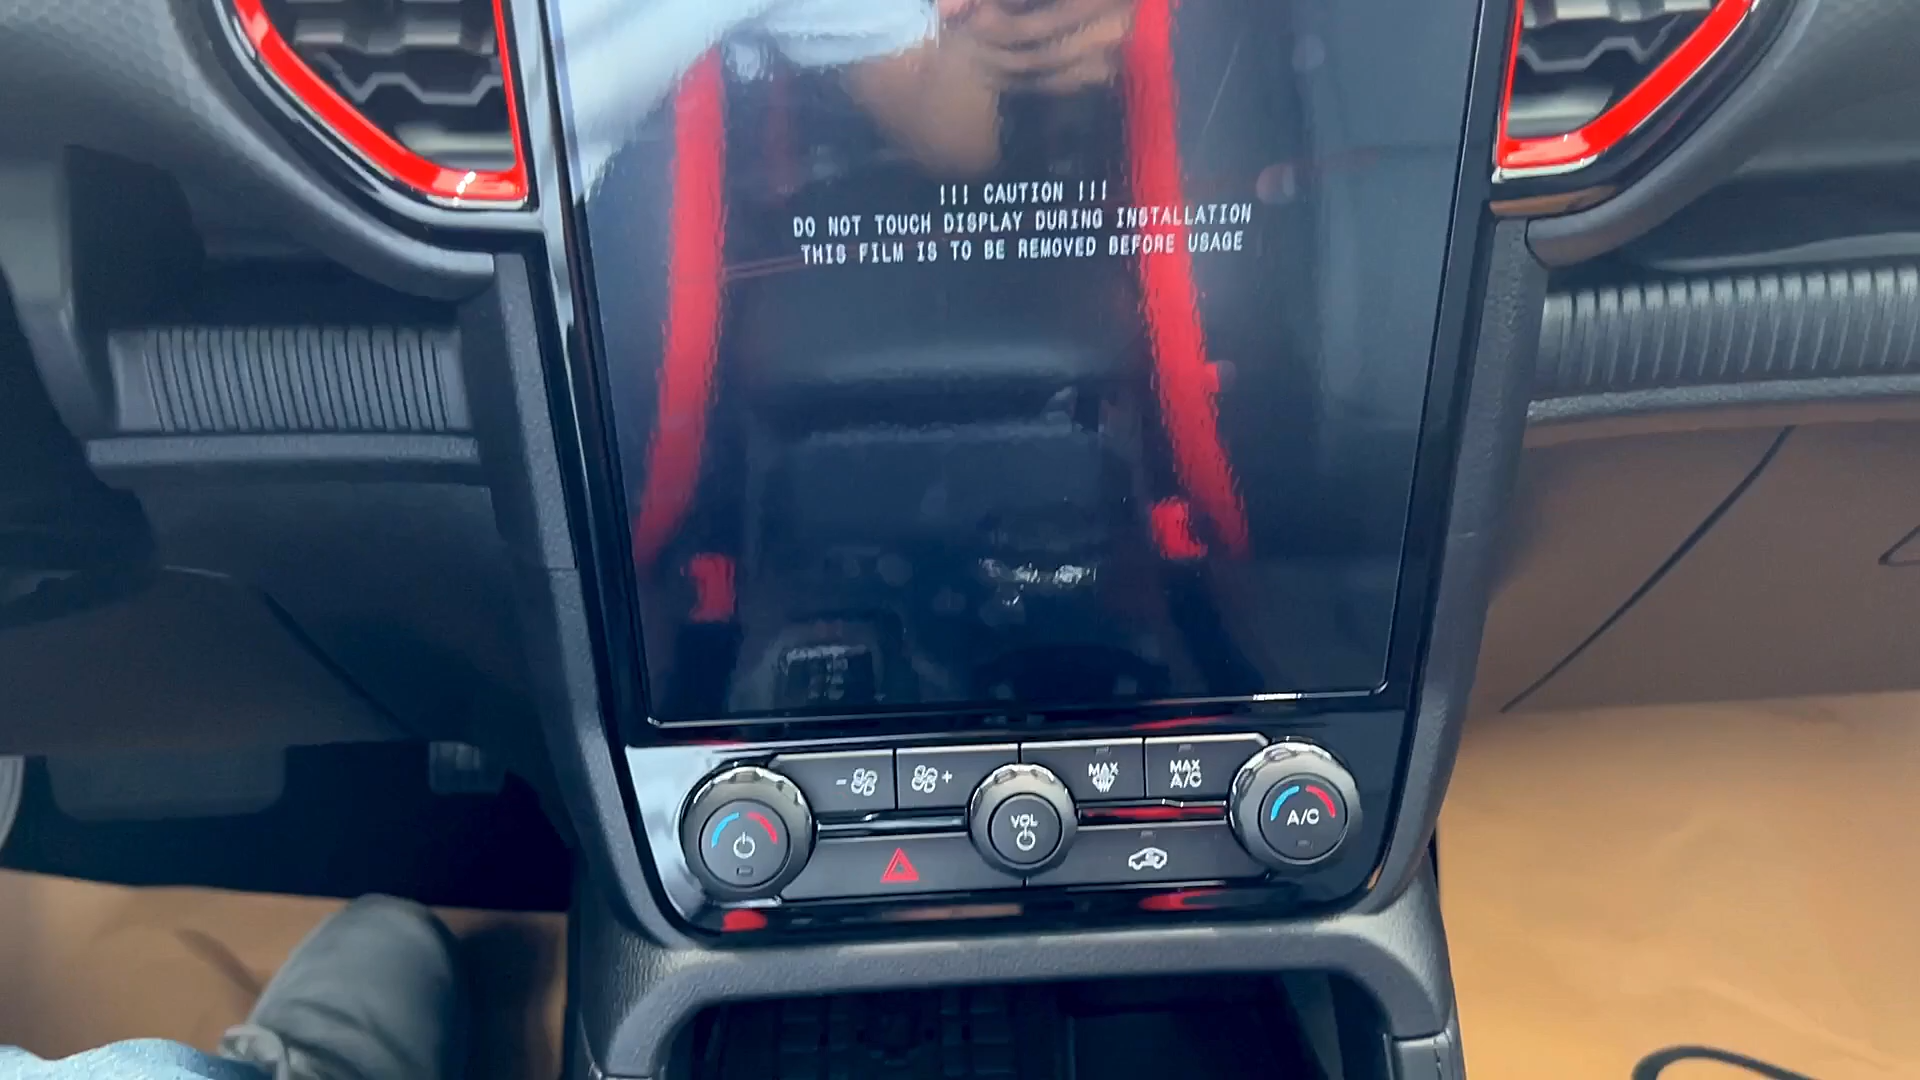 !!! CAUTION !!!
DO NOT TOUCH DISPLAY DURING INSTALLATION
THIS FILM IS TO BE REMOVED BEFORE USAGE
- +
MAX
MAX
A/C
VOL
A/C